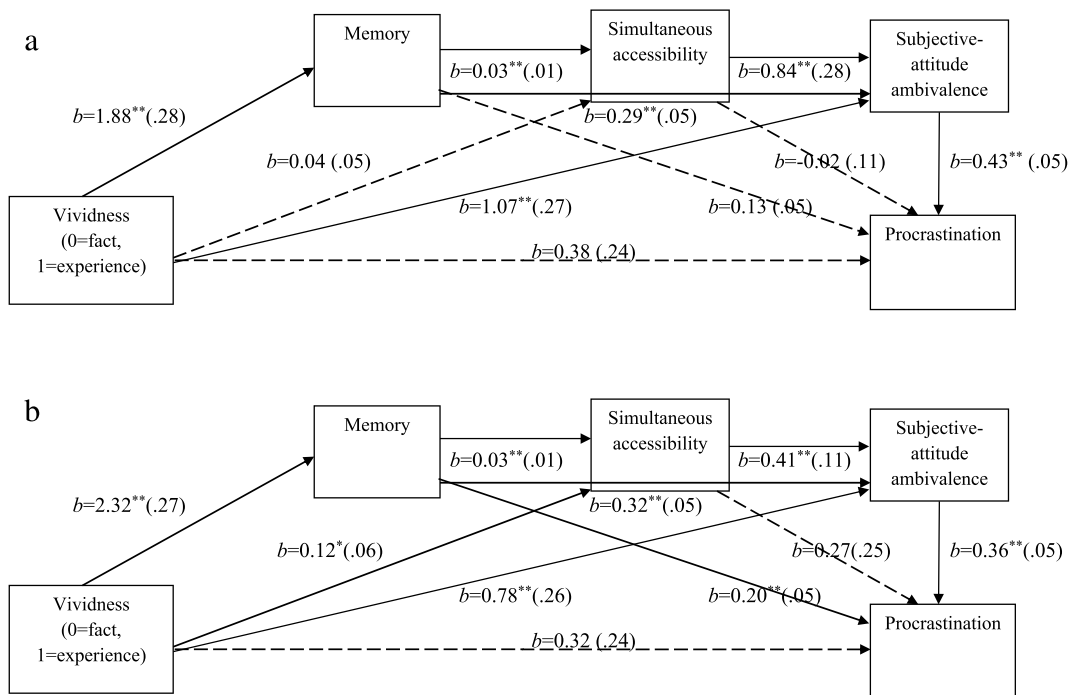 a
Memory
Simultaneous
accessibility
Subjective-
attitude
ambivalence
b=0.03**(.01)
b=0.84**(.28)
b=1.88**(.28)
b=0.29**(.05)
b=0.04 (.05)
b=-0.02 (.11)
b=0.43** (.05)
Vividness
(0=fact,
1=experience)
b=1.07**(.27)
b=0.13 (.05)
Procrastination
b=0.38 (.24)
b
Memory
Simultaneous
accessibility
Subjective-
attitude
ambivalence
b=0.03**(.01)
b=0.41**(.11)
b=2.32**(.27)
b=0.32**(.05)
b=0.12*(.06)
b=0.27(.25)
b=0.36**(.05)
Vividness
(0=fact,
1=experience)
b=0.78**(.26)
b=0.20**(.05)
Procrastination
b=0.32 (.24)